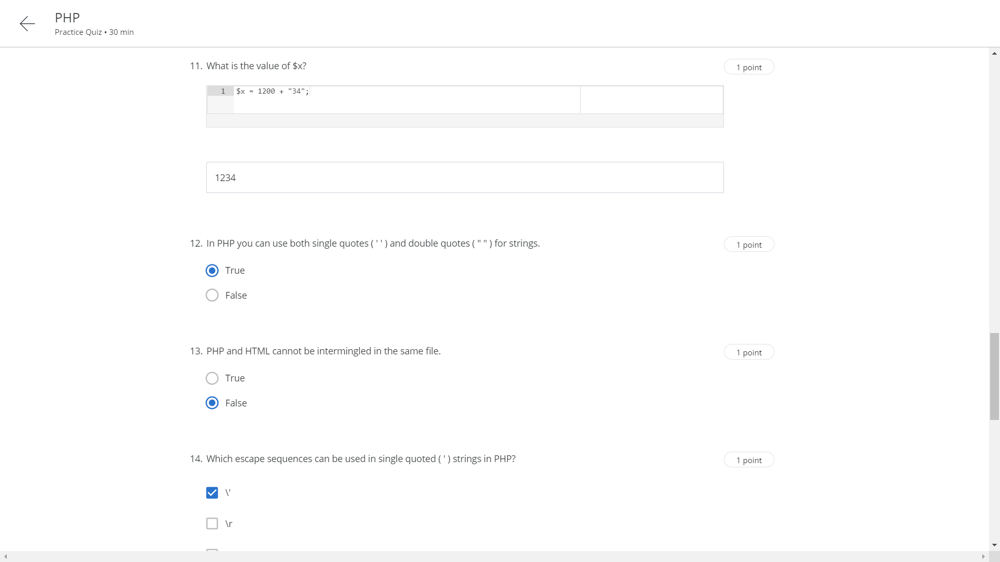 PHP
Practice Quiz • 30 min
11. What is the value of $x?
1 point
1 $x = 1200 + "34";
1234
12. In PHP you can use both single quotes ( ' ' ) and double quotes ( " " ) for strings.
1 point
True
False
13. PHP and HTML cannot be intermingled in the same file.
1 point
True
False
14. Which escape sequences can be used in single quoted ( ' ) strings in PHP?
1 point
\'
\r